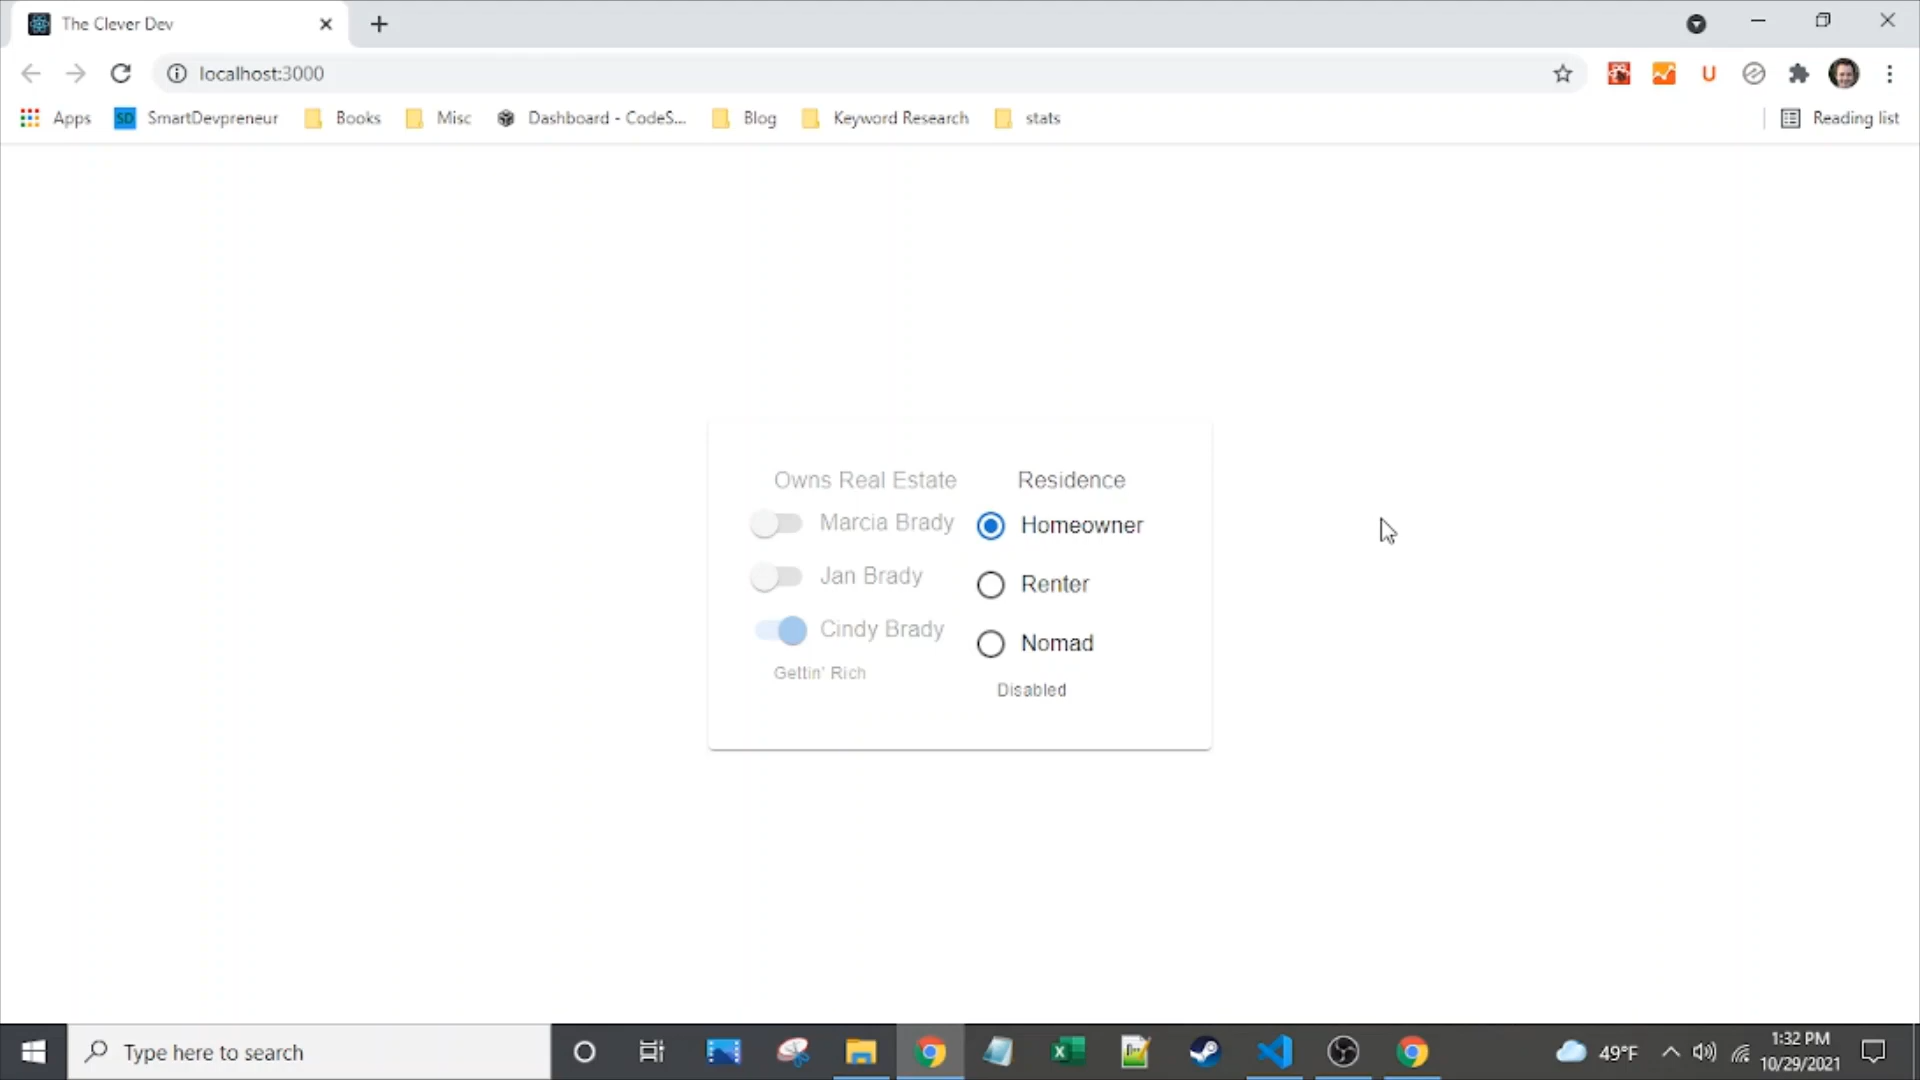 The Clever Dev
localhost:3000
Apps SD SmartDevpreneur Books Misc Dashboard - CodeS... Blog Keyword Research stats Reading list
Owns Real Estate
Marcia Brady
Jan Brady
Cindy Brady
Gettin' Rich
Residence
Homeowner
Renter
Nomad
Disabled
Type here to search
49°F
1:32 PM
10/29/2021